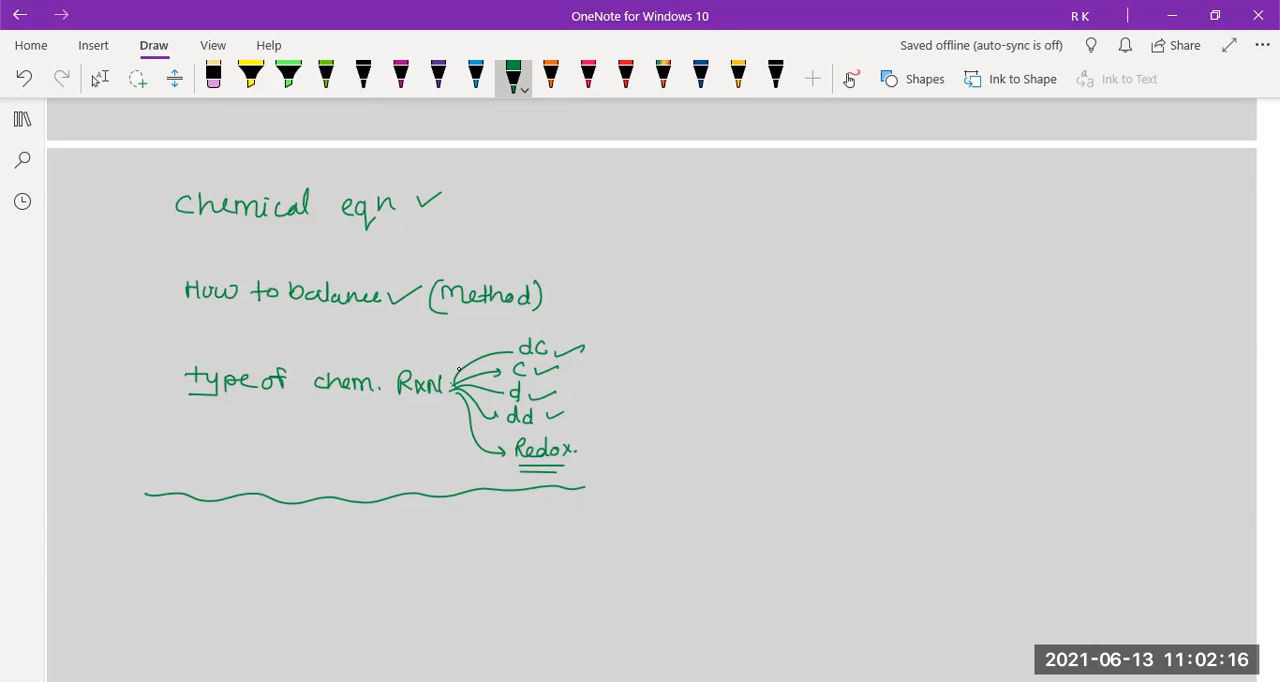 OneNote for Windows 10
R K
Home Insert Draw View Help
Saved offline (auto-sync is off) Share
Shapes Ink to Shape Ink to Text
Chemical eqn ✓
How to balance ✓ (Method)
type of chem. RXN
dc ✓
c ✓
d ✓
dd ✓
Redox.
2021-06-13 11:02:16